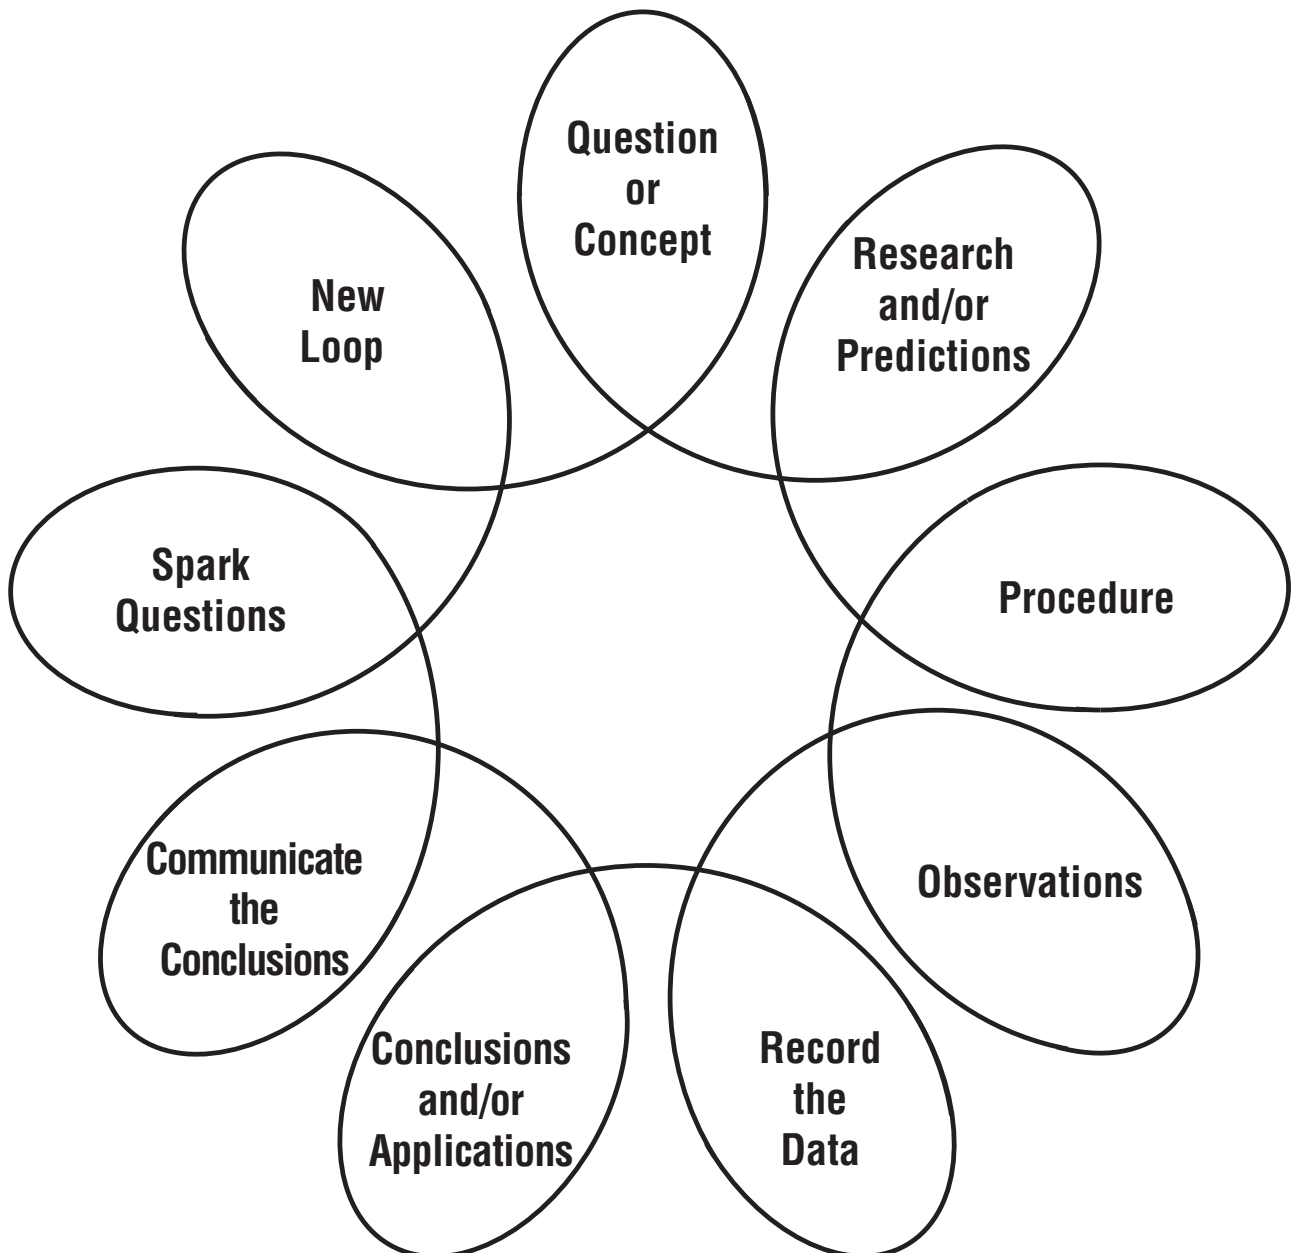 Question
or
Concept
Research
and/or
Predictions
Procedure
Observations
Record
the
Data
Conclusions
and/or
Applications
Communicate
the
Conclusions
Spark
Questions
New
Loop